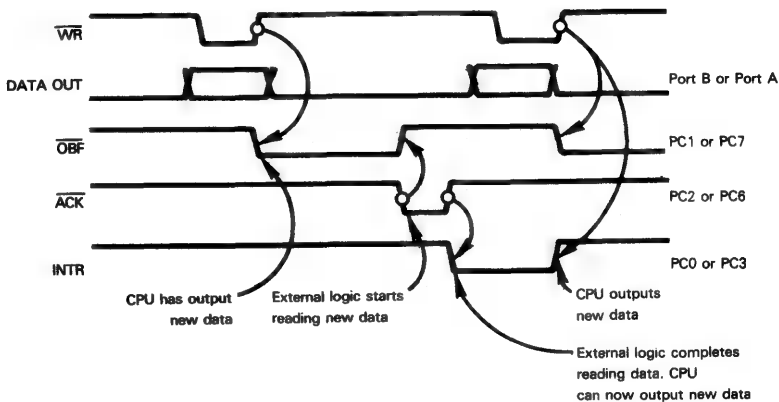 WR
DATA OUT
Port B or Port A
OBF
PC1 or PC7
ACK
PC2 or PC6
INTR
PC0 or PC3
CPU has output
new data
External logic starts
reading new data
CPU outputs
new data
External logic completes
reading data. CPU
can now output new data